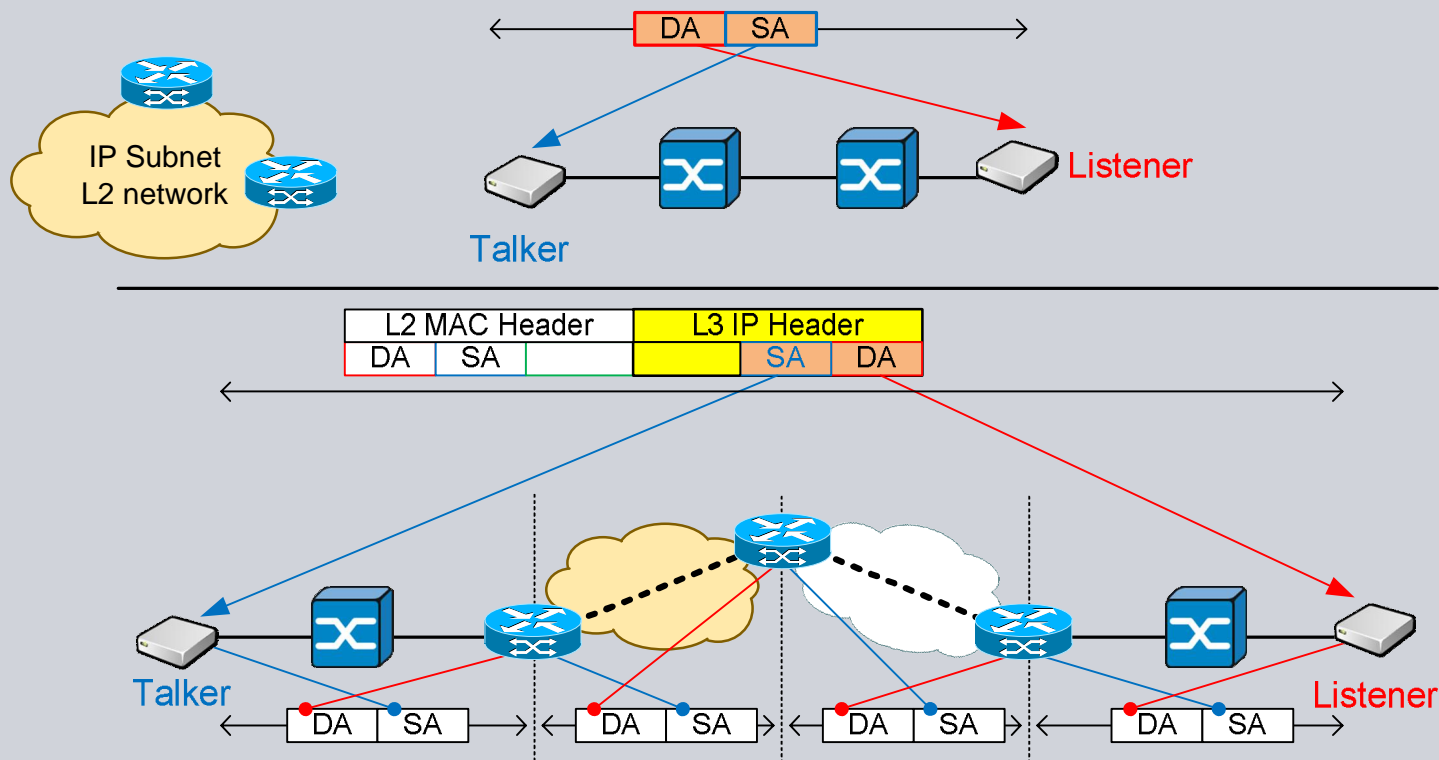 DA SA
IP Subnet
L2 network
Listener
Talker
L2 MAC Header L3 IP Header
DA SA SA DA
Talker
Listener
DA SA DA SA DA SA DA SA